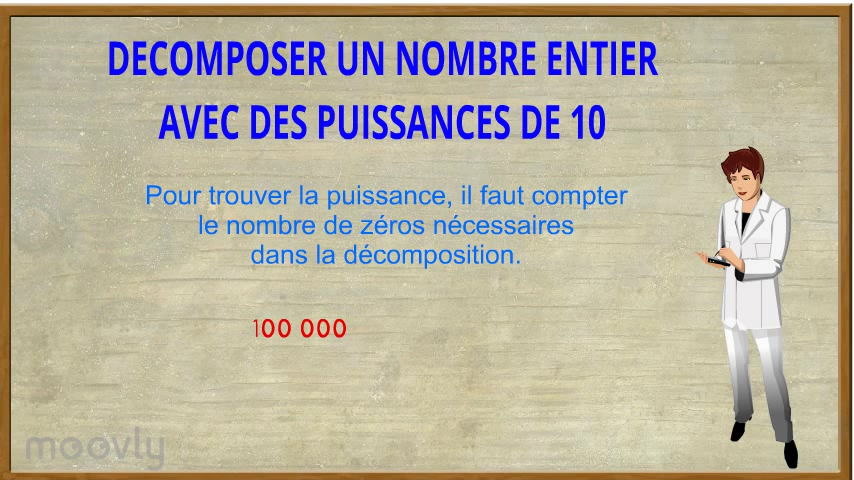 DECOMPOSER UN NOMBRE ENTIER
AVEC DES PUISSANCES DE 10
Pour trouver la puissance, il faut compter
le nombre de zéros nécessaires
dans la décomposition.
100 000
moovly